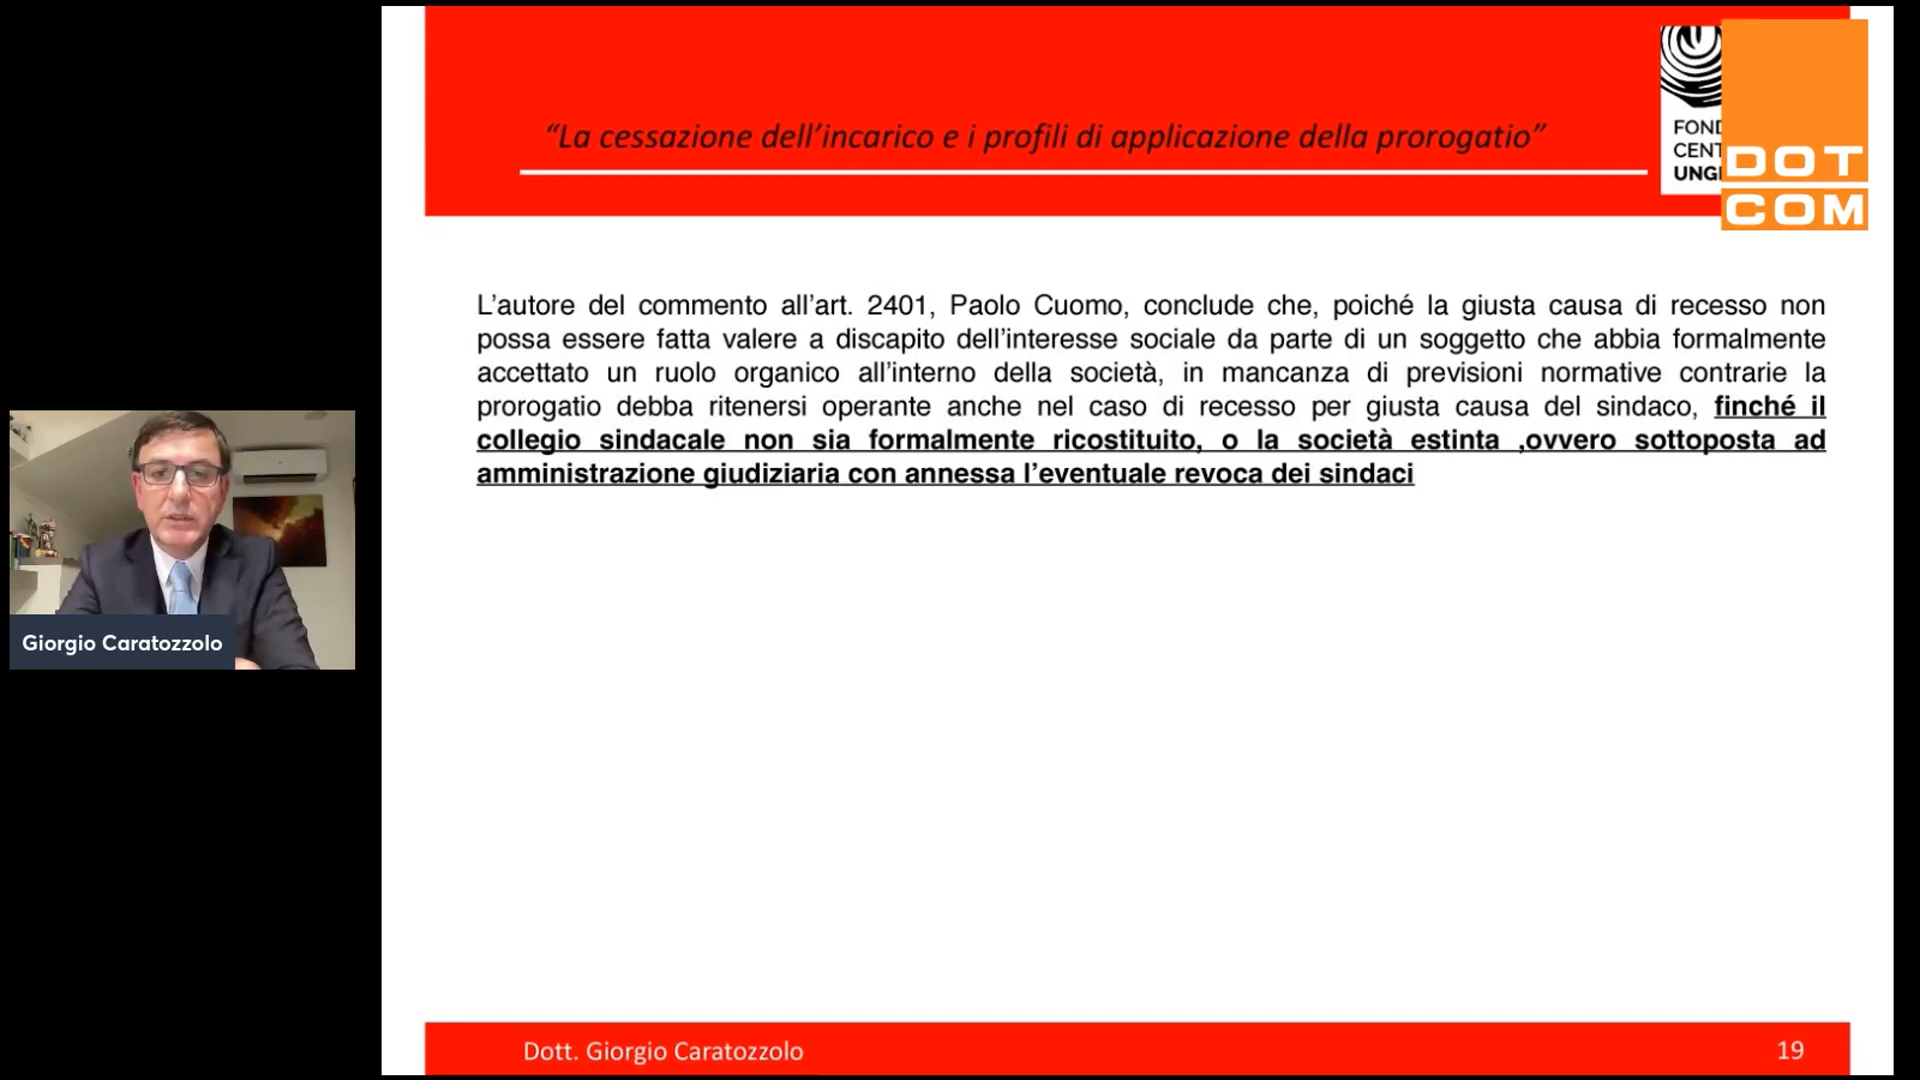 “La cessazione dell’incarico e i profili di applicazione della prorogatio”
FOND
CENT
UNG
DOT
COM
L’autore del commento all’art. 2401, Paolo Cuomo, conclude che, poiché la giusta causa di recesso non
possa essere fatta valere a discapito dell’interesse sociale da parte di un soggetto che abbia formalmente
accettato un ruolo organico all’interno della società, in mancanza di previsioni normative contrarie la
prorogatio debba ritenersi operante anche nel caso di recesso per giusta causa del sindaco, finché il
collegio sindacale non sia formalmente ricostituito, o la società estinta ,ovvero sottoposta ad
amministrazione giudiziaria con annessa l’eventuale revoca dei sindaci
Giorgio Caratozzolo
Dott. Giorgio Caratozzolo
19